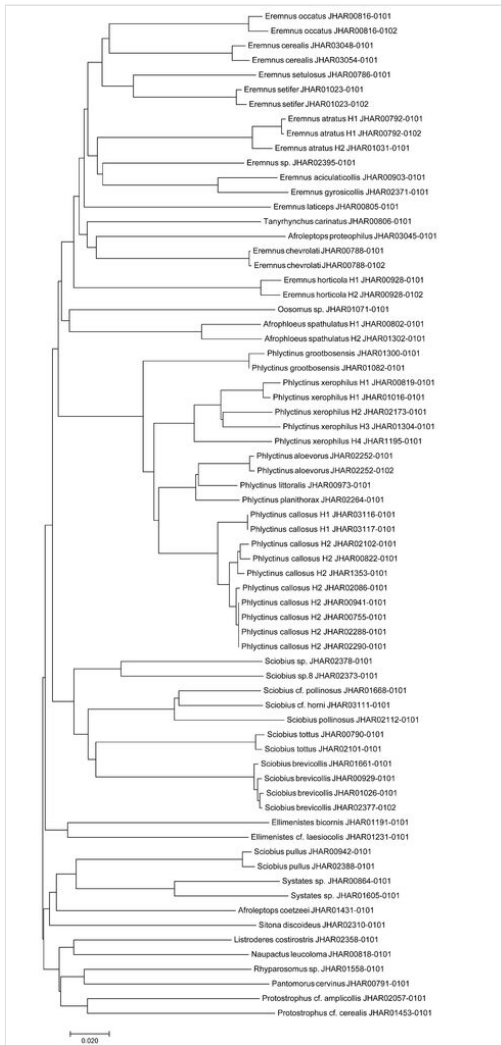 Eremnus occatus JHAR00816-0101
Eremnus occatus JHAR00816-0102
Eremnus cerealis JHAR03048-0101
Eremnus cerealis JHAR03054-0101
Eremnus setulosus JHAR00786-0101
Eremnus setifer JHAR01023-0101
Eremnus setifer JHAR01023-0102
Eremnus atratus H1 JHAR00792-0101
Eremnus atratus H1 JHAR00792-0102
Eremnus atratus H2 JHAR01031-0101
Eremnus sp. JHAR02395-0101
Eremnus aciculaticollis JHAR00903-0101
Eremnus gyrosicollis JHAR02371-0101
Eremnus laticeps JHAR00805-0101
Tanyrhynchus carinatus JHAR00806-0101
Afroleptops proteophilus JHAR03045-0101
Eremnus chevrolati JHAR00788-0101
Eremnus chevrolati JHAR00788-0102
Eremnus horticola H1 JHAR00928-0101
Eremnus horticola H2 JHAR00928-0102
Oosomus sp. JHAR01071-0101
Afrophloeus spathulatus H1 JHAR00802-0101
Afrophloeus spathulatus H2 JHAR01302-0101
Phlyctinus grootbosensis JHAR01300-0101
Phlyctinus grootbosensis JHAR01082-0101
Phlyctinus xerophilus H1 JHAR00819-0101
Phlyctinus xerophilus H1 JHAR01016-0101
Phlyctinus xerophilus H2 JHAR02173-0101
Phlyctinus xerophilus H3 JHAR01304-0101
Phlyctinus xerophilus H4 JHAR1195-0101
Phlyctinus aloevorus JHAR02252-0101
Phlyctinus aloevorus JHAR02252-0102
Phlyctinus littoralis JHAR00973-0101
Phlyctinus planithorax JHAR02264-0101
Phlyctinus callosus H1 JHAR03116-0101
Phlyctinus callosus H1 JHAR03117-0101
Phlyctinus callosus H2 JHAR02102-0101
Phlyctinus callosus H2 JHAR00822-0101
Phlyctinus callosus H2 JHAR1353-0101
Phlyctinus callosus H2 JHAR02086-0101
Phlyctinus callosus H2 JHAR00941-0101
Phlyctinus callosus H2 JHAR00755-0101
Phlyctinus callosus H2 JHAR02288-0101
Phlyctinus callosus H2 JHAR02290-0101
Sciobius sp. JHAR02378-0101
Sciobius sp.8 JHAR02373-0101
Sciobius cf. pollinosus JHAR01668-0101
Sciobius cf. horni JHAR03111-0101
Sciobius pollinosus JHAR02112-0101
Sciobius tottus JHAR00790-0101
Sciobius tottus JHAR02101-0101
Sciobius brevicollis JHAR01661-0101
Sciobius brevicollis JHAR00929-0101
Sciobius brevicollis JHAR01026-0101
Sciobius brevicollis JHAR02377-0102
Ellimenistes bicornis JHAR01191-0101
Ellimenistes cf. laesiocolis JHAR01231-0101
Sciobius pullus JHAR00942-0101
Sciobius pullus JHAR02388-0101
Systates sp. JHAR00864-0101
Systates sp. JHAR01605-0101
Afroleptops coetzeei JHAR01431-0101
Sitona discoideus JHAR02310-0101
Listroderes costirostris JHAR02358-0101
Naupactus leucoloma JHAR00818-0101
Rhyparosomus sp. JHAR01558-0101
Pantomorus cervinus JHAR00791-0101
Protostrophus cf. amplicollis JHAR02057-0101
Protostrophus cf. cerealis JHAR01453-0101
0.020